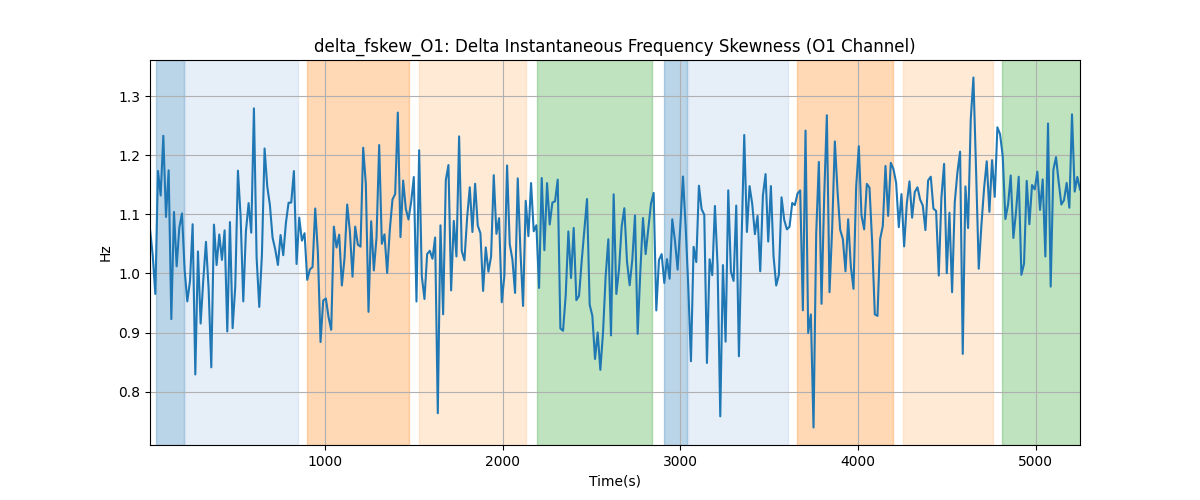 delta_fskew_O1: Delta Instantaneous Frequency Skewness (O1 Channel)
1.3
1.2
1.1
1.0
0.9
0.8
Hz
1000 2000 3000 4000 5000
Time(s)